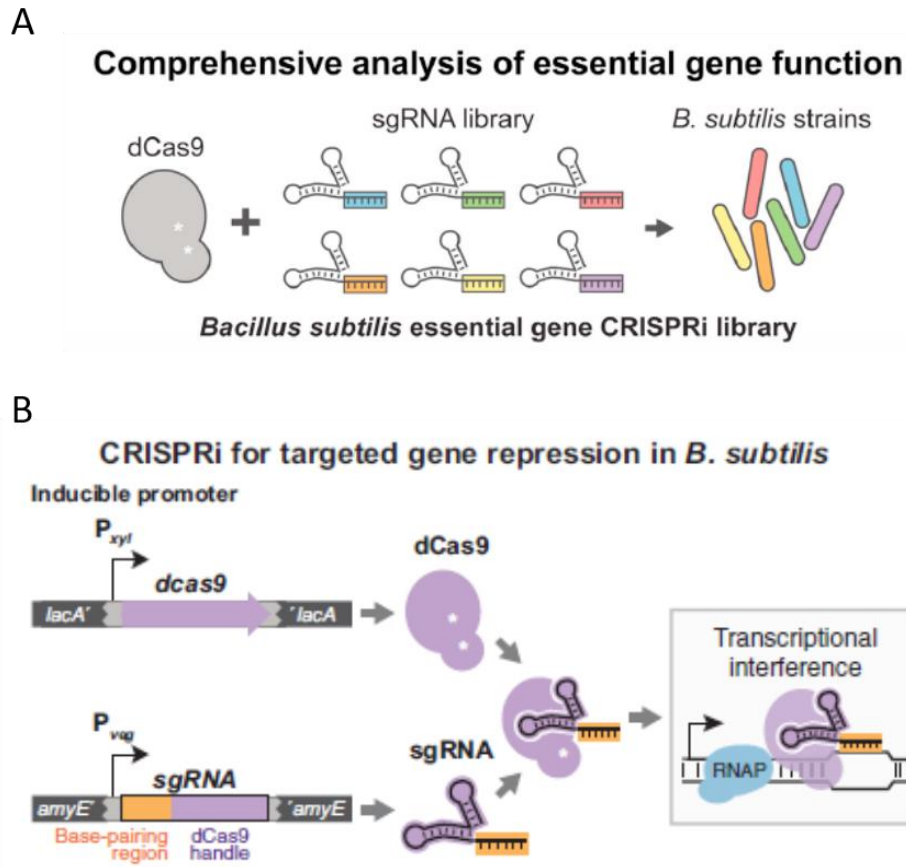 A
Comprehensive analysis of essential gene function
sgRNA library
B. subtilis strains
dCas9
Bacillus subtilis essential gene CRISPRi library
B
CRISPRi for targeted gene repression in B. subtilis
Inducible promoter
Pxyl
dcas9
dCas9
lacA'
'lacA
Transcriptional
interference
Pveg
sgRNA
sgRNA
RNAP
amyE'
'amyE
Base-pairing
region
dCas9
handle